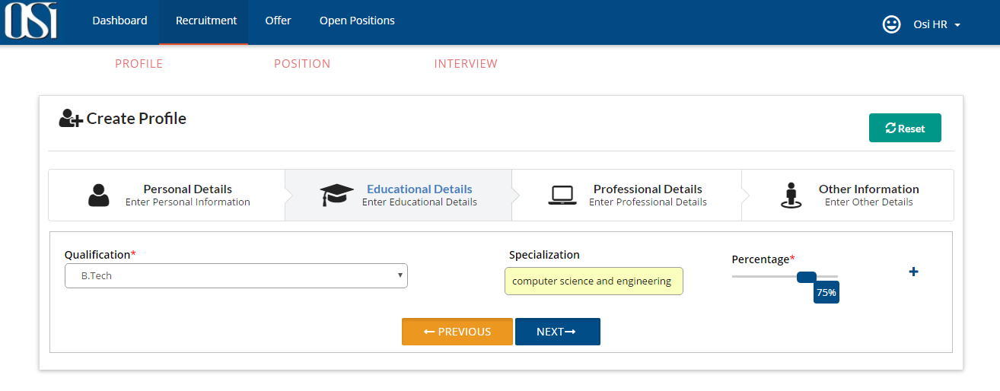 OSi
Dashboard Recruitment Offer Open Positions Osi HR
PROFILE POSITION INTERVIEW
Create Profile
Reset
Personal Details
Enter Personal Information
Educational Details
Enter Educational Details
Professional Details
Enter Professional Details
Other Information
Enter Other Details
Qualification*
B.Tech
Specialization
computer science and engineering
Percentage*
75%
PREVIOUS
NEXT